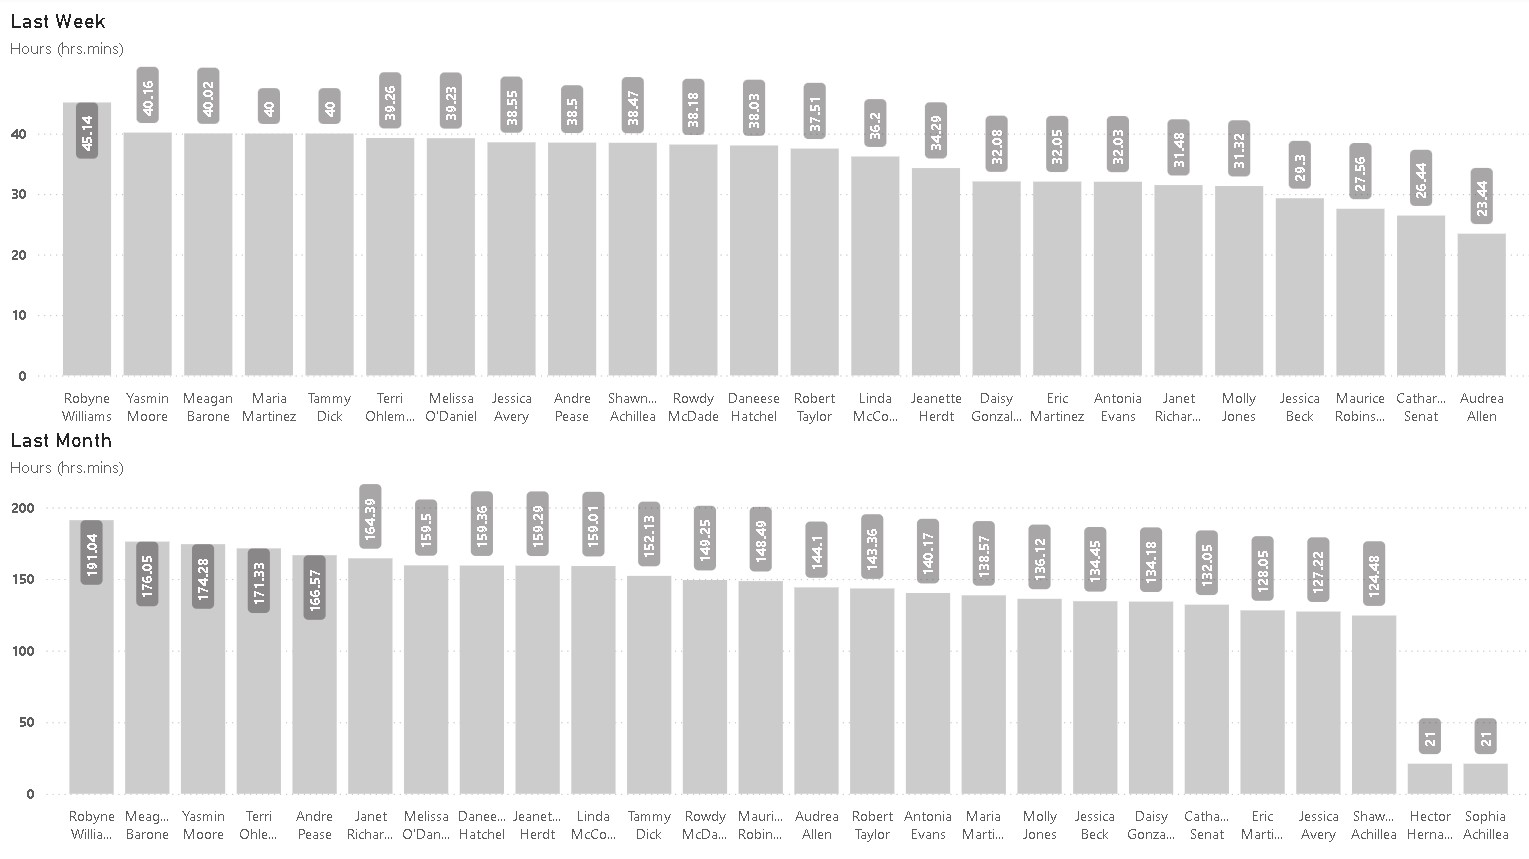 Last Week
Hours (hrs.mins)
45.14 40.16 40.02 40 40 39.26 39.23 38.55 38.5 38.47 38.18 38.03 37.51 36.2 34.29 32.08 32.05 32.03 31.48 31.32 29.3 27.56 26.44 23.44
40
30
20
10
0
Robyne Yasmin Meagan Maria Tammy Terri Melissa Jessica Andre Shawn... Rowdy Daneese Robert Linda Jeanette Daisy Eric Antonia Janet Molly Jessica Maurice Cathar... Audrea
Williams Moore Barone Martinez Dick Ohlem... O'Daniel Avery Pease Achillea McDade Hatchel Taylor McCo... Herdt Gonzal... Martinez Evans Richar... Jones Beck Robins... Senat Allen
Last Month
Hours (hrs.mins)
191.04 176.05 174.28 171.33 166.57 164.39 159.5 159.36 159.29 159.01 152.13 149.25 148.49 144.1 143.36 140.17 138.57 136.12 134.45 134.18 132.05 128.05 127.22 124.48 21 21
200
150
100
50
0
Robyne Meag... Yasmin Terri Andre Janet Melissa Danee... Jeanet... Linda Tammy Rowdy Mauri... Audrea Robert Antonia Maria Molly Jessica Daisy Catha... Eric Jessica Shaw... Hector Sophia
Willia... Barone Moore Ohle... Pease Richar... O'Dan... Hatchel Herdt McCo... Dick McDa... Robin... Allen Taylor Evans Marti... Jones Beck Gonza... Senat Marti... Avery Achillea Herna... Achillea